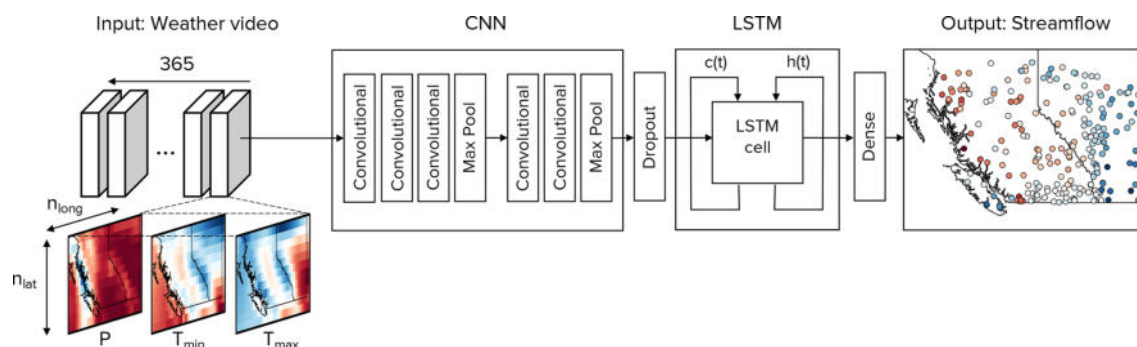 Input: Weather video
CNN
LSTM
Output: Streamflow
365
...
n_long
n_lat
P
T_min
T_max
Convolutional
Convolutional
Convolutional
Max Pool
Convolutional
Convolutional
Max Pool
Dropout
c(t)
h(t)
LSTM
cell
Dense